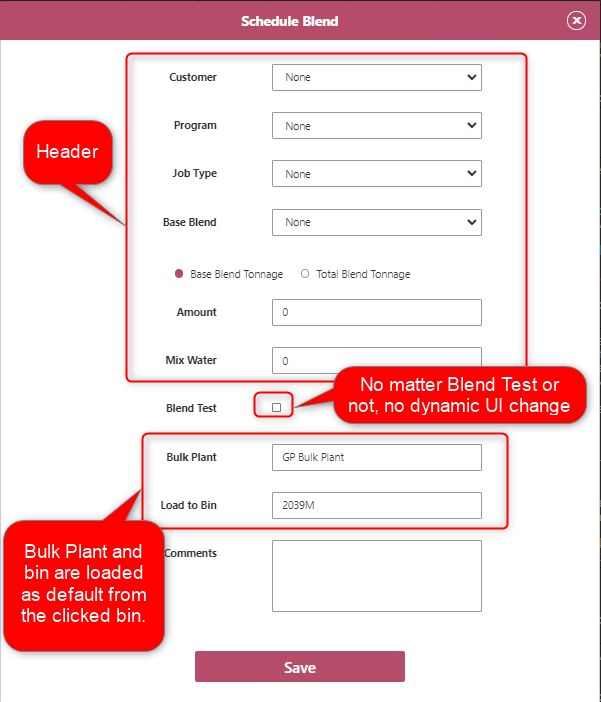 Schedule Blend
Customer
None
Program
None
Header
Job Type
None
Base Blend
None
Base Blend Tonnage
Total Blend Tonnage
Amount
0
Mix Water
0
No matter Blend Test or
not, no dynamic UI change
Blend Test
Bulk Plant
GP Bulk Plant
Load to Bin
2039M
Bulk Plant and
bin are loaded
as default from
the clicked bin.
Comments
Save